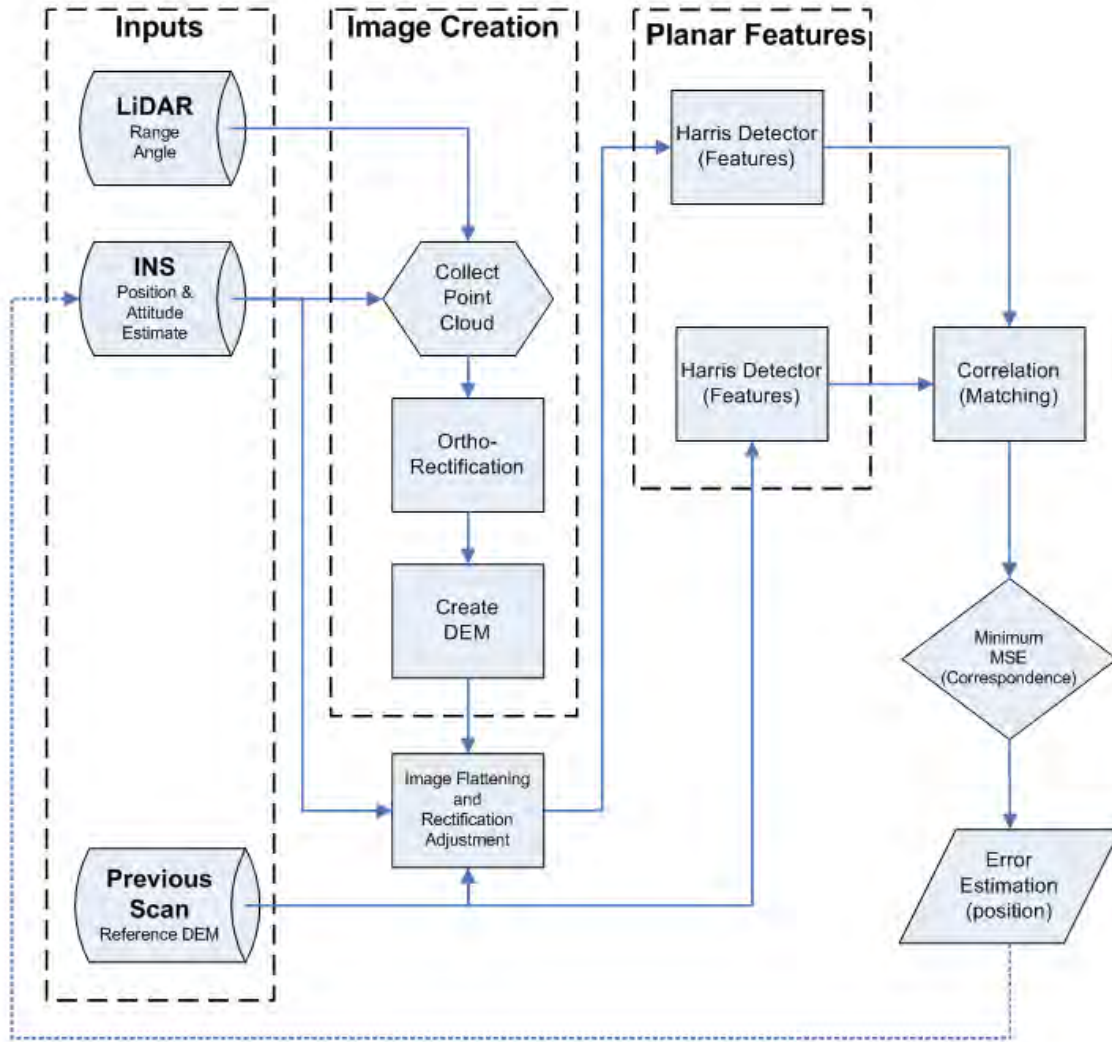 Inputs
LiDAR
Range
Angle
INS
Position &
Attitude
Estimate
Previous
Scan
Reference DEM
Image Creation
Collect
Point
Cloud
Ortho-
Rectification
Create
DEM
Image Flattening
and
Rectification
Adjustment
Planar Features
Harris Detector
(Features)
Harris Detector
(Features)
Correlation
(Matching)
Minimum
MSE
(Correspondence)
Error
Estimation
(position)